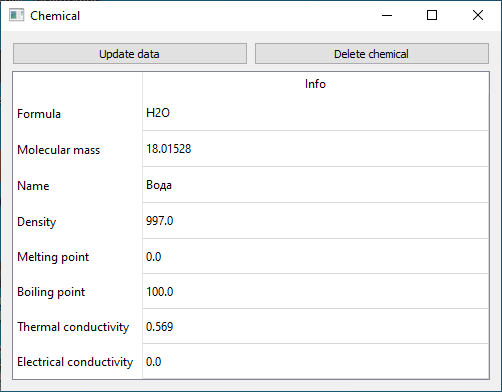 Chemical
Update data Delete chemical
Info
Formula H2O
Molecular mass 18.01528
Name Вода
Density 997.0
Melting point 0.0
Boiling point 100.0
Thermal conductivity 0.569
Electrical conductivity 0.0